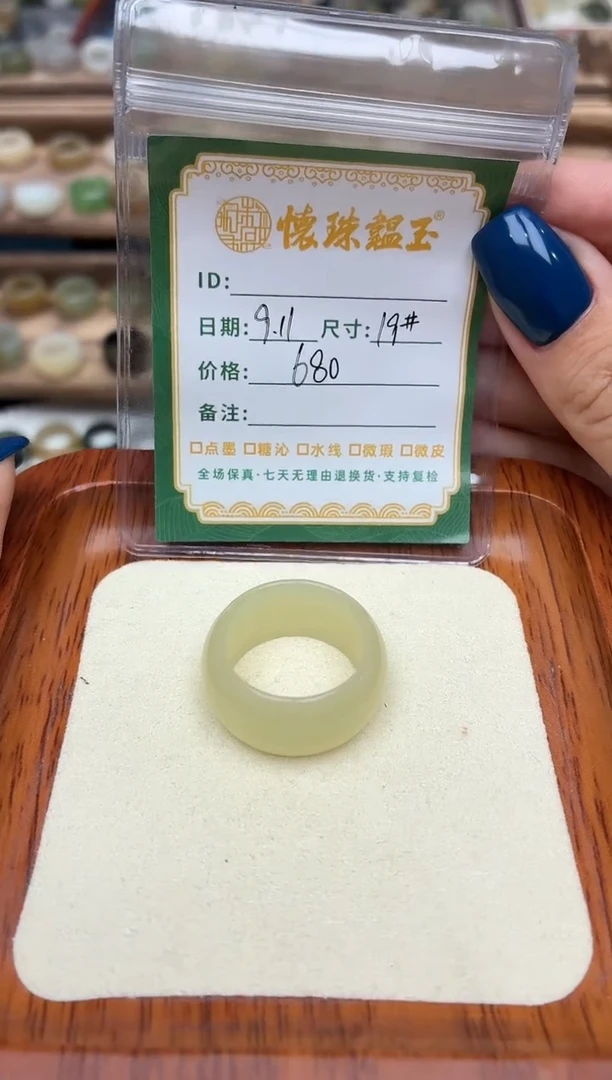 懷珠韞玉®
ID:
日期: 9.11 尺寸: 19#
价格: 680
备注:
□点墨 □糖沁 □水线 □微瑕 □微皮
全场保真·七天无理由退换货·支持复检